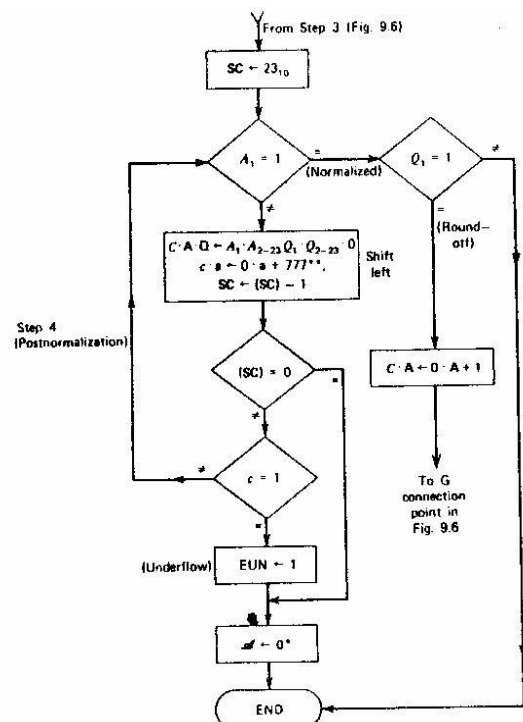 From Step 3 (Fig. 9.6)
SC ← 23₁₀
A₁ = 1
=
(Normalized)
Q₁ = 1
≠
≠
=
(Round–
off)
C · A · Q ← A₁ · A₂₋₂₃Q₁ · Q₂₋₂₃ · 0
c · a ← 0 · a + 777**,
SC ← (SC) – 1
Shift
left
Step 4
(Postnormalization)
(SC) = 0
=
≠
C · A ← 0 · A + 1
≠
c = 1
=
To G
connection
point in
Fig. 9.6
(Underflow)
EUN ← 1
𝒜 ← 0*
END